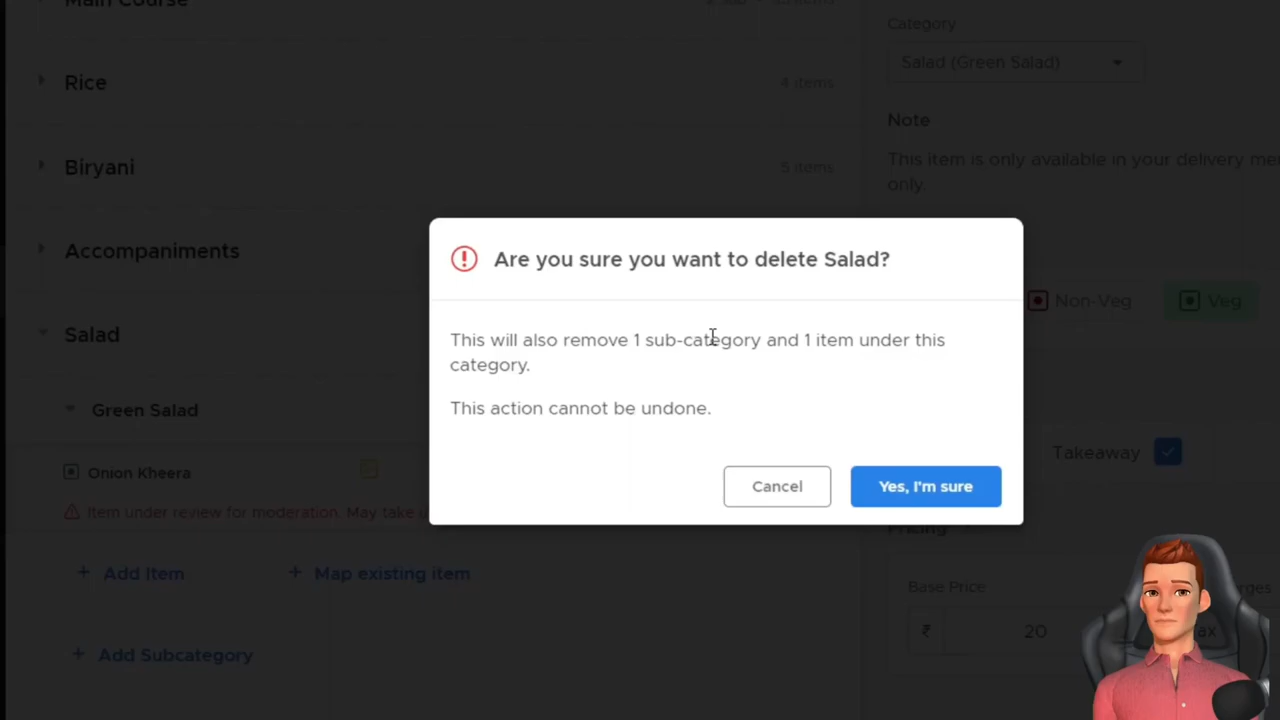 Main Course
Category
Salad (Green Salad)
Rice
4 items
Note
This item is only available in your delivery
only.
Biryani
5 items
Accompaniments
Are you sure you want to delete Salad?
Non-Veg
Veg
Salad
This will also remove 1 sub-category and 1 item under this
category.
Green Salad
This action cannot be undone.
Takeaway
Onion Kheera
Cancel
Yes, I'm sure
Item under review for moderation. May take
Pricing
+ Add Item
+ Map existing item
Base Price
₹ 20
+ Add Subcategory